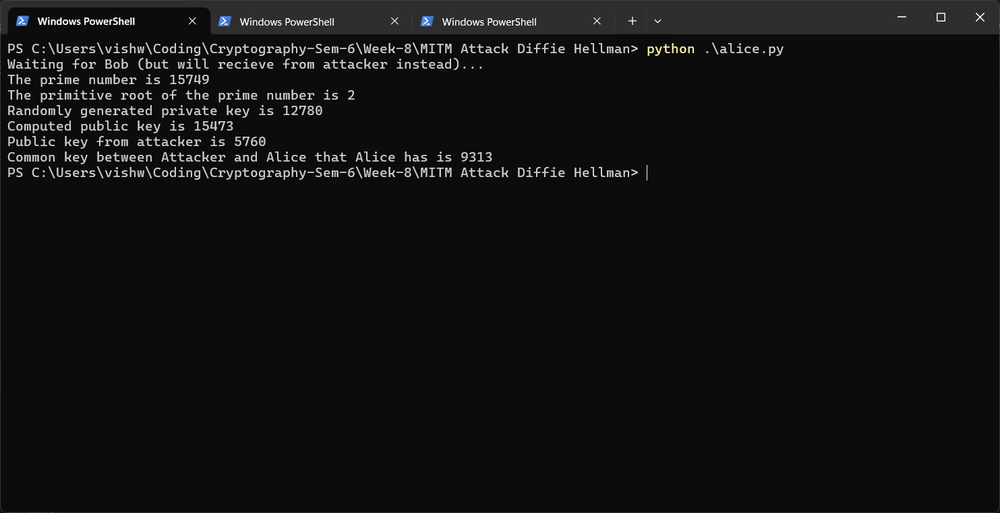 Windows PowerShell
Windows PowerShell
Windows PowerShell
PS C:\Users\vishw\Coding\Cryptography-Sem-6\Week-8\MITM Attack Diffie Hellman> python .\alice.py
Waiting for Bob (but will recieve from attacker instead)...
The prime number is 15749
The primitive root of the prime number is 2
Randomly generated private key is 12780
Computed public key is 15473
Public key from attacker is 5760
Common key between Attacker and Alice that Alice has is 9313
PS C:\Users\vishw\Coding\Cryptography-Sem-6\Week-8\MITM Attack Diffie Hellman>